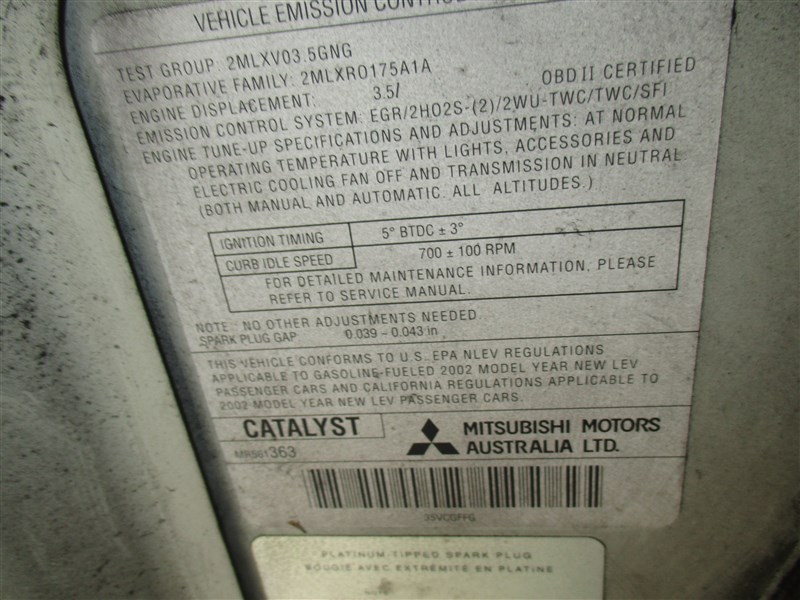 VEHICLE EMISSION CONTROL
TEST GROUP: 2MLXV03.5GNG
EVAPORATIVE FAMILY: 2MLXR0175A1A
ENGINE DISPLACEMENT: 3.5l OBD II CERTIFIED
EMISSION CONTROL SYSTEM: EGR/2HO2S-(2)/2WU-TWC/TWC/SFI
ENGINE TUNE-UP SPECIFICATIONS AND ADJUSTMENTS: AT NORMAL
OPERATING TEMPERATURE WITH LIGHTS, ACCESSORIES AND
ELECTRIC COOLING FAN OFF AND TRANSMISSION IN NEUTRAL
(BOTH MANUAL AND AUTOMATIC. ALL ALTITUDES.)
IGNITION TIMING 5° BTDC ± 3°
CURB IDLE SPEED 700 ± 100 RPM
FOR DETAILED MAINTENANCE INFORMATION, PLEASE
REFER TO SERVICE MANUAL.
NOTE: NO OTHER ADJUSTMENTS NEEDED
SPARK PLUG GAP 0.039 – 0.043 in
THIS VEHICLE CONFORMS TO U.S. EPA NLEV REGULATIONS
APPLICABLE TO GASOLINE-FUELED 2002 MODEL YEAR NEW LEV
PASSENGER CARS AND CALIFORNIA REGULATIONS APPLICABLE TO
2002 MODEL YEAR NEW LEV PASSENGER CARS.
CATALYST
MR561363
MITSUBISHI MOTORS
AUSTRALIA LTD.
PLATINUM-TIPPED SPARK PLUG
BOUGIE AVEC EXTREMITÉ EN PLATINE